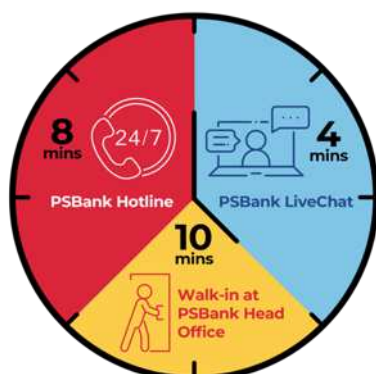 8
mins
24/7
PSBank Hotline
4
mins
PSBank LiveChat
10
mins
Walk-in at
PSBank Head
Office